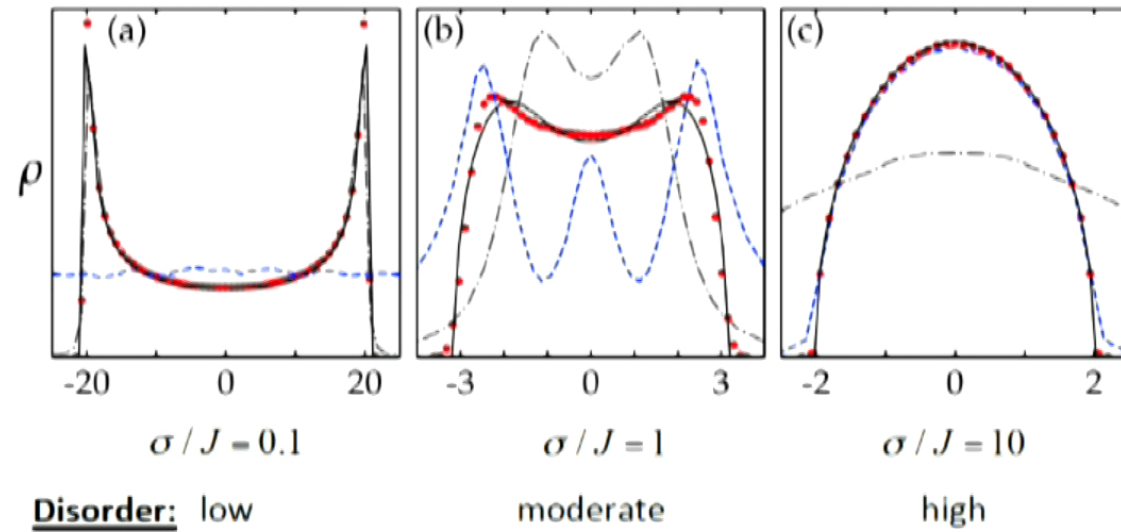 (a) (b) (c)
ρ
-20 0 20 -3 0 3 -2 0 2
σ / J = 0.1 σ / J = 1 σ / J = 10
Disorder: low moderate high